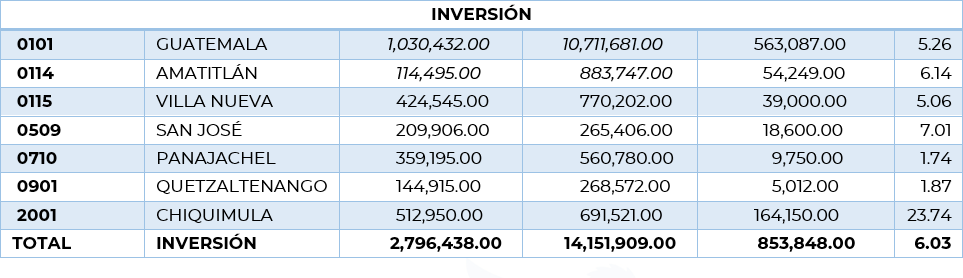 INVERSIÓN
0101 GUATEMALA 1,030,432.00 10,711,681.00 563,087.00 5.26
0114 AMATITLÁN 114,495.00 883,747.00 54,249.00 6.14
0115 VILLA NUEVA 424,545.00 770,202.00 39,000.00 5.06
0509 SAN JOSÉ 209,906.00 265,406.00 18,600.00 7.01
0710 PANAJACHEL 359,195.00 560,780.00 9,750.00 1.74
0901 QUETZALTENANGO 144,915.00 268,572.00 5,012.00 1.87
2001 CHIQUIMULA 512,950.00 691,521.00 164,150.00 23.74
TOTAL INVERSIÓN 2,796,438.00 14,151,909.00 853,848.00 6.03